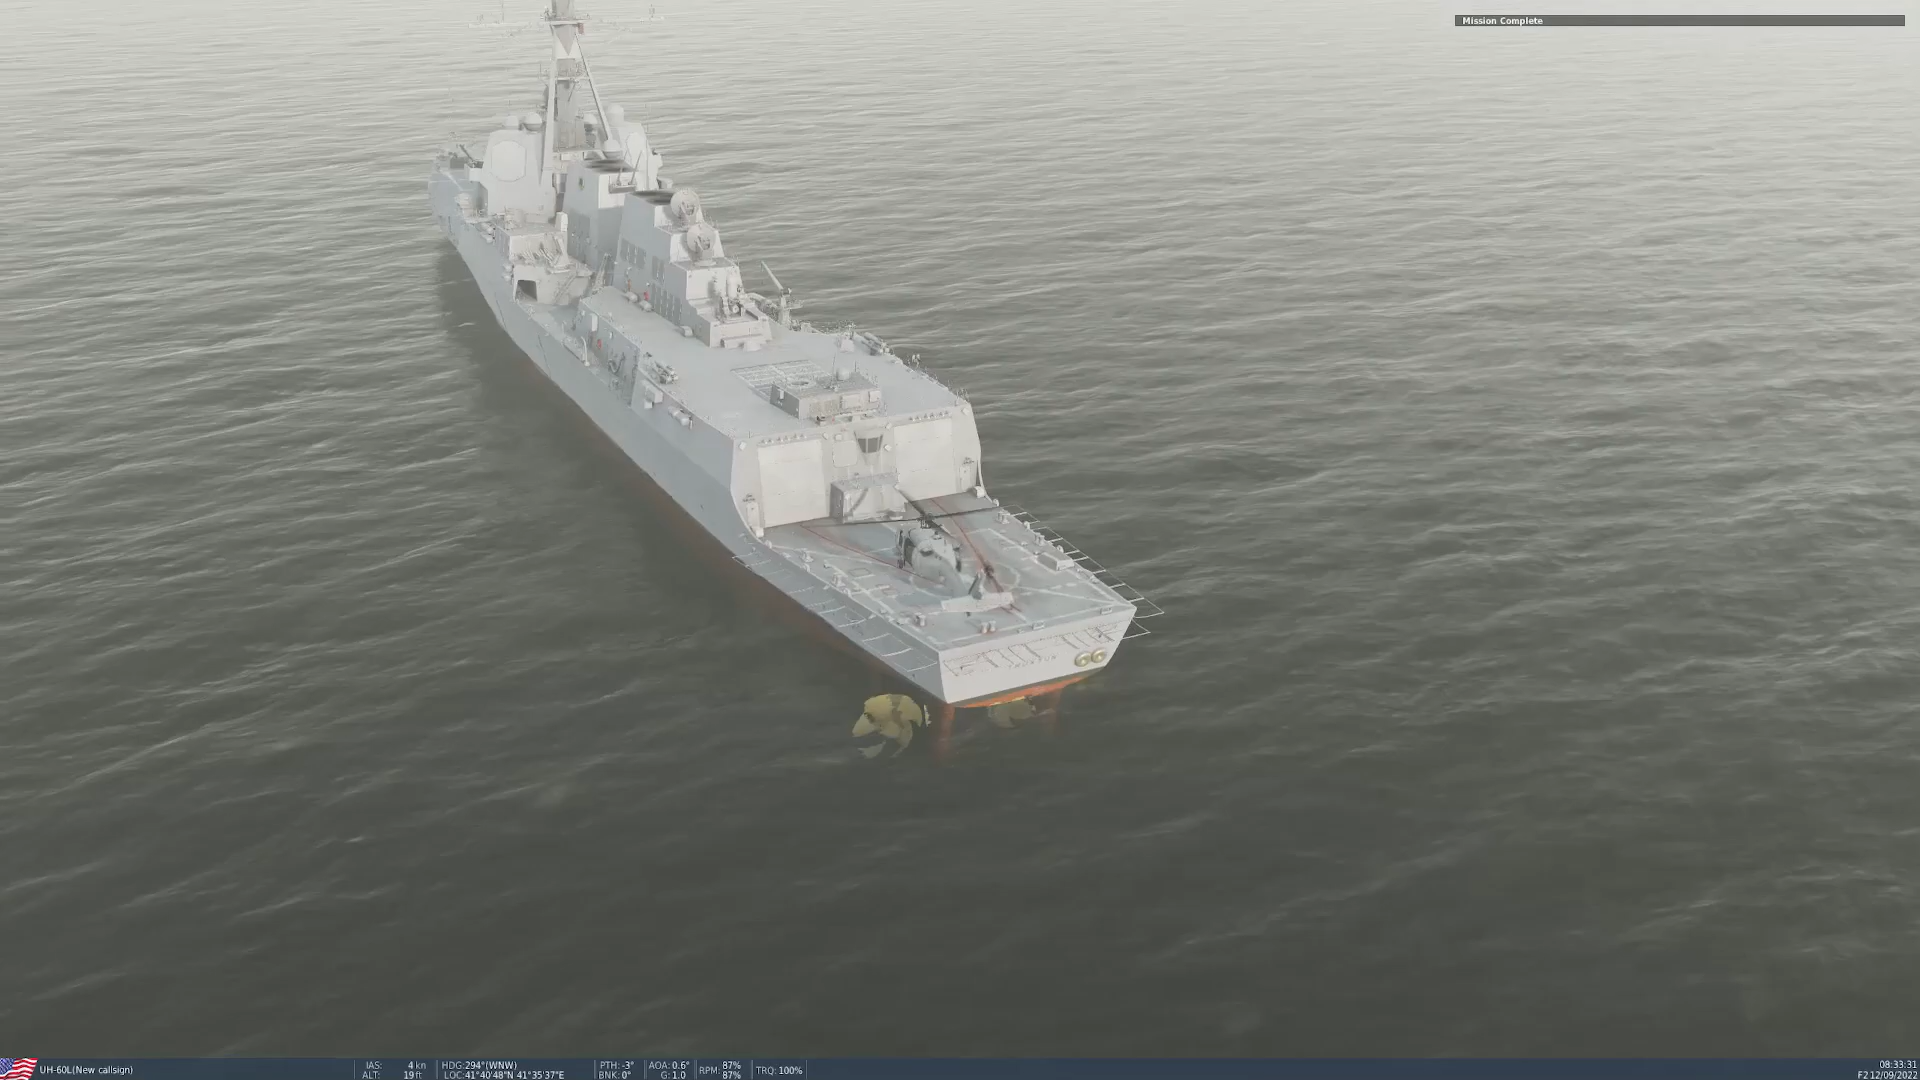 Mission Complete
UH-60L(New callsign)
IAS: 4 kn
ALT: 19 ft
HDG:294°(WNW)
LOC:41°40'48"N 41°35'37"E
PTH: -3°
BNK: 0°
AOA: 0.6°
G: 1.0
RPM: 87%
87%
TRQ: 100%
08:33:31
F2 12/09/2022